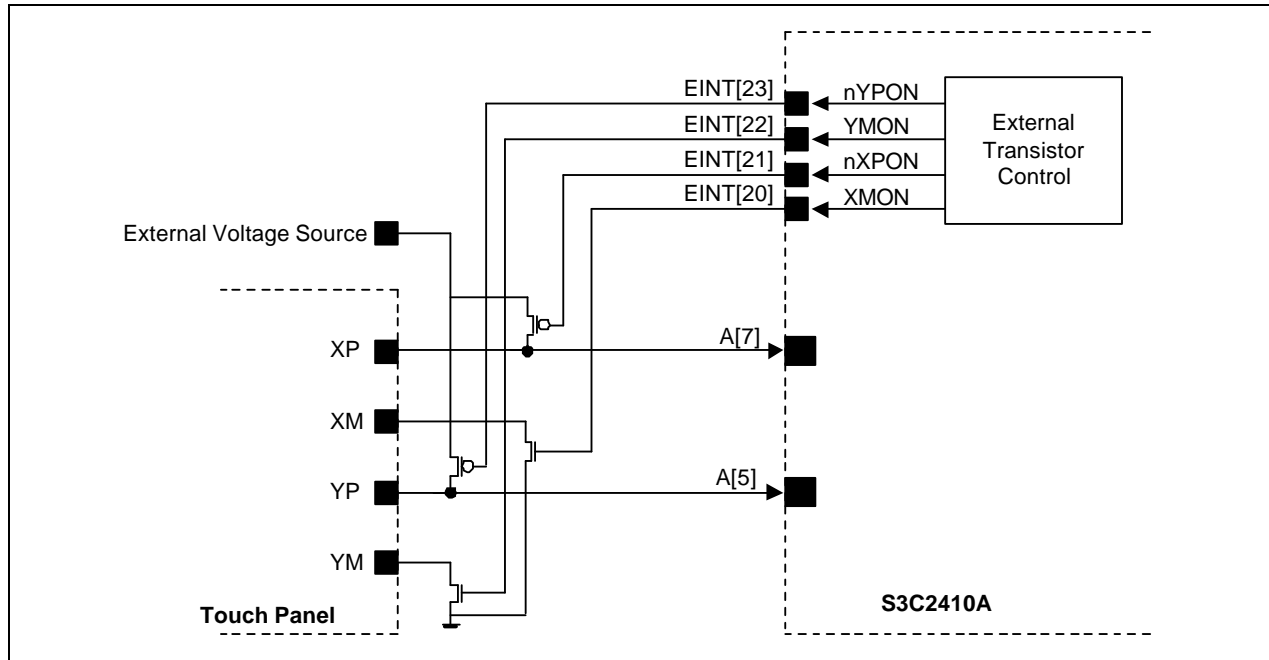 EINT[23]
nYPON
EINT[22]
YMON
EINT[21]
nXPON
EINT[20]
XMON
External
Transistor
Control
External Voltage Source
XP
A[7]
XM
YP
A[5]
YM
Touch Panel
S3C2410A